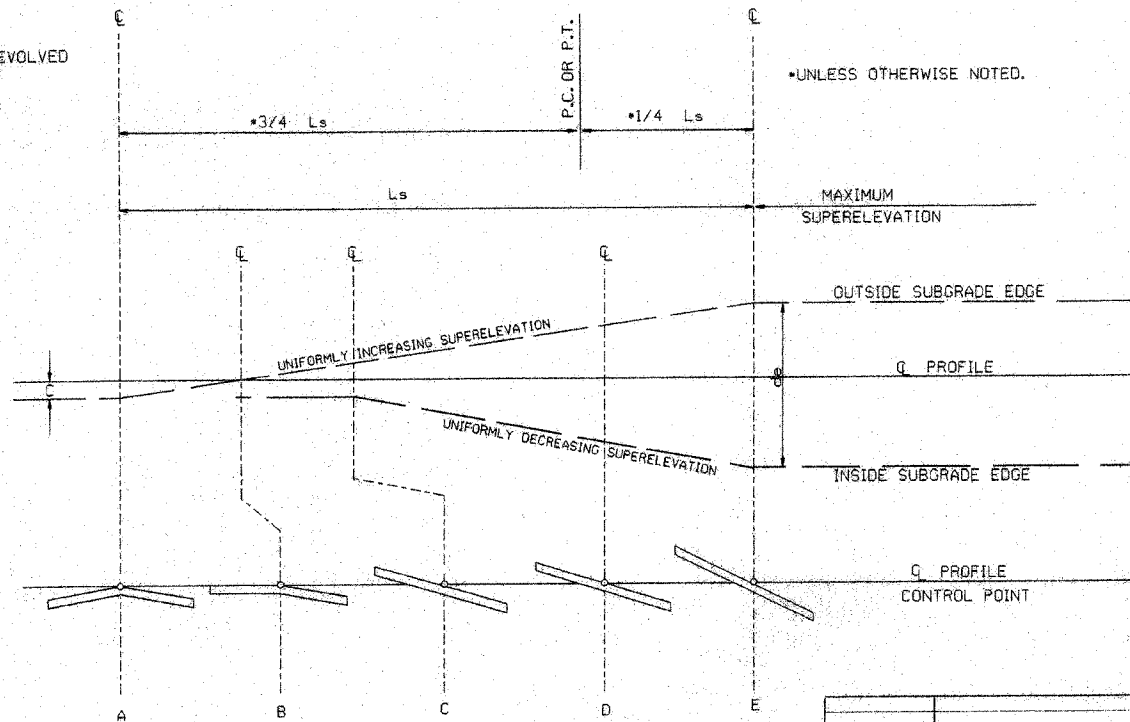 ℄
℄
EVOLVED
P.C. OR P.T.
*UNLESS OTHERWISE NOTED.
*3/4 Ls
*1/4 Ls
Ls
MAXIMUM
SUPERELEVATION
℄
℄
℄
OUTSIDE SUBGRADE EDGE
UNIFORMLY INCREASING SUPERELEVATION
℄ PROFILE
C
UNIFORMLY DECREASING SUPERELEVATION
INSIDE SUBGRADE EDGE
℄ PROFILE
CONTROL POINT
A
B
C
D
E